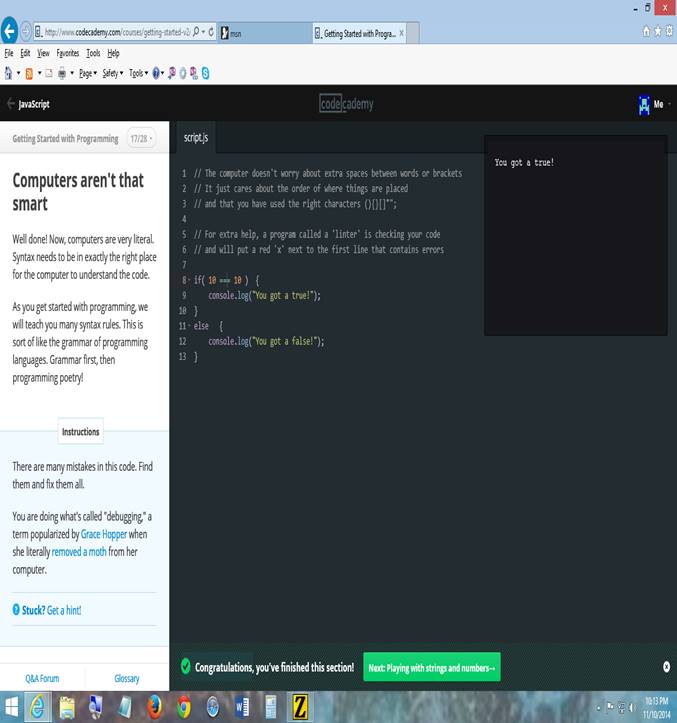 http://www.codecademy.com/courses/getting-started-v2/
msn
Getting Started with Progra...
File Edit View Favorites Tools Help
Page Safety Tools
JavaScript
codecademy
Me
Getting Started with Programming 17/28
script.js
Computers aren't that
smart
Well done! Now, computers are very literal.
Syntax needs to be in exactly the right place
for the computer to understand the code.
As you get started with programming, we
will teach you many syntax rules. This is
sort of like the grammar of programming
languages. Grammar first, then
programming poetry!
Instructions
There are many mistakes in this code. Find
them and fix them all.
You are doing what's called "debugging," a
term popularized by Grace Hopper when
she literally removed a moth from her
computer.
? Stuck? Get a hint!
Q&A Forum Glossary
1 // The computer doesn't worry about extra spaces between words or brackets
2 // It just cares about the order of where things are placed
3 // and that you have used the right characters (){}[]"";
4
5 // For extra help, a program called a 'linter' is checking your code
6 // and will put a red 'x' next to the first line that contains errors
7
8 if( 10 === 10 ) {
9 console.log("You got a true!");
10 }
11 else {
12 console.log("You got a false!");
13 }
You got a true!
Congratulations, you've finished this section!
Next: Playing with strings and numbers→
10:13 PM
11/10/2014